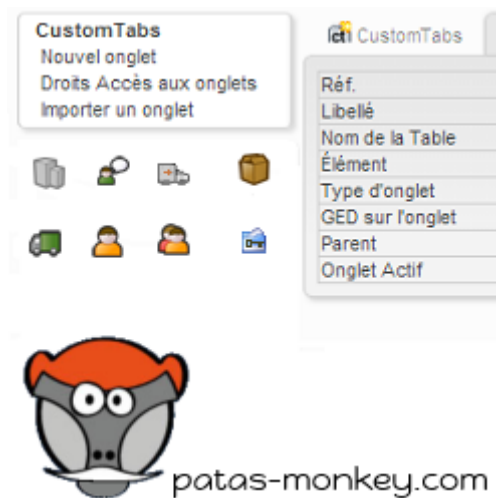 CustomTabs
Nouvel onglet
Droits Accès aux onglets
Importer un onglet
CustomTabs
Réf.
Libellé
Nom de la Table
Élément
Type d'onglet
GED sur l'onglet
Parent
Onglet Actif
patas-monkey.com